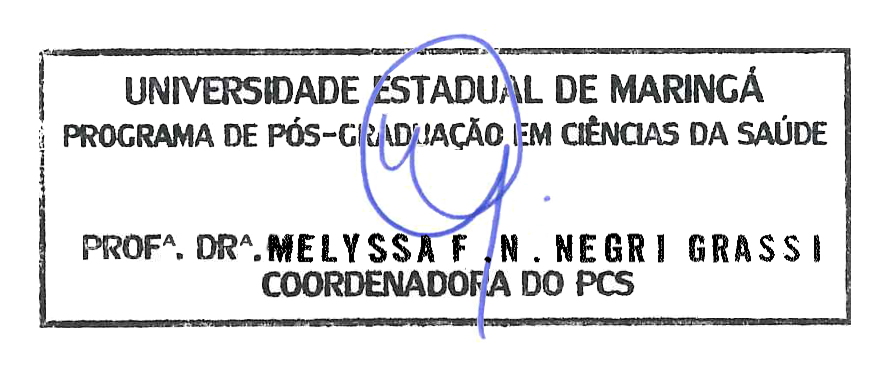 UNIVERSIDADE ESTADUAL DE MARINGÁ
PROGRAMA DE PÓS-GRADUAÇÃO EM CIÊNCIAS DA SAÚDE
PROFᴬ. DRᴬ. MELYSSA F. N. NEGRI GRASSI
COORDENADORA DO PCS